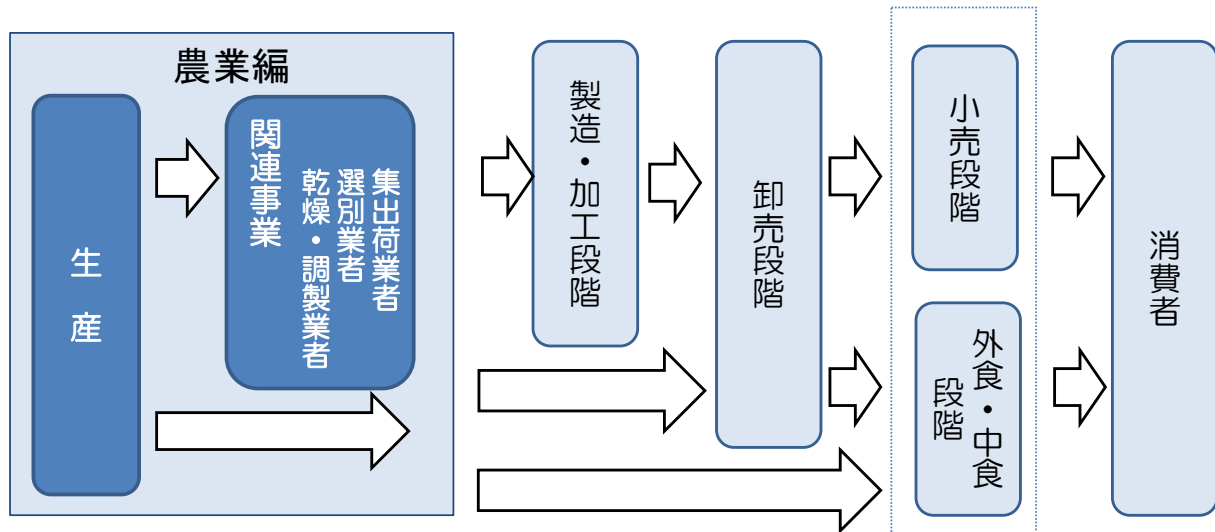 農業編
生産
関連事業
集出荷業者
選別業者
乾燥・調製業者
製造・加工段階
卸売段階
小売段階
外食・中食
段階
消費者